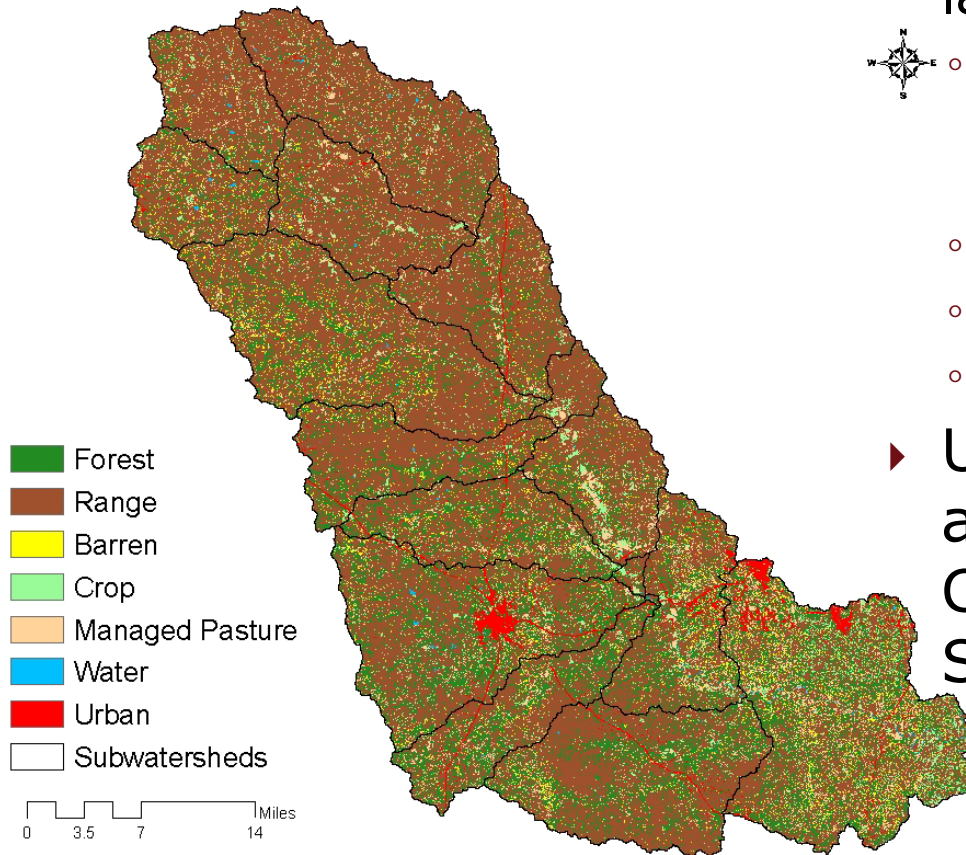 N
W E
S
Forest
Range
Barren
Crop
Managed Pasture
Water
Urban
Subwatersheds
Miles
0 3.5 7 14